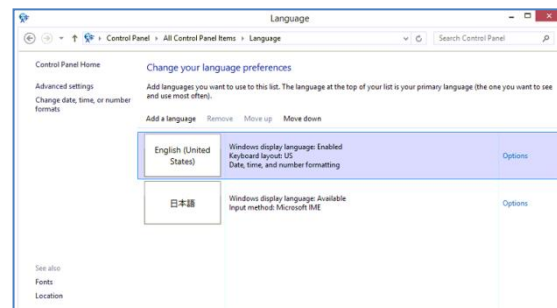 Language
Control Panel › All Control Panel Items › Language
Search Control Panel
Control Panel Home
Advanced settings
Change date, time, or number
formats
Change your language preferences
Add languages you want to use to this list. The language at the top of your list is your primary language (the one you want to see
and use most often).
Add a language Remove Move up Move down
English (United
States)
Windows display language: Enabled
Keyboard layout: US
Date, time, and number formatting
Options
日本語
Windows display language: Available
Input method: Microsoft IME
Options
See also
Fonts
Location